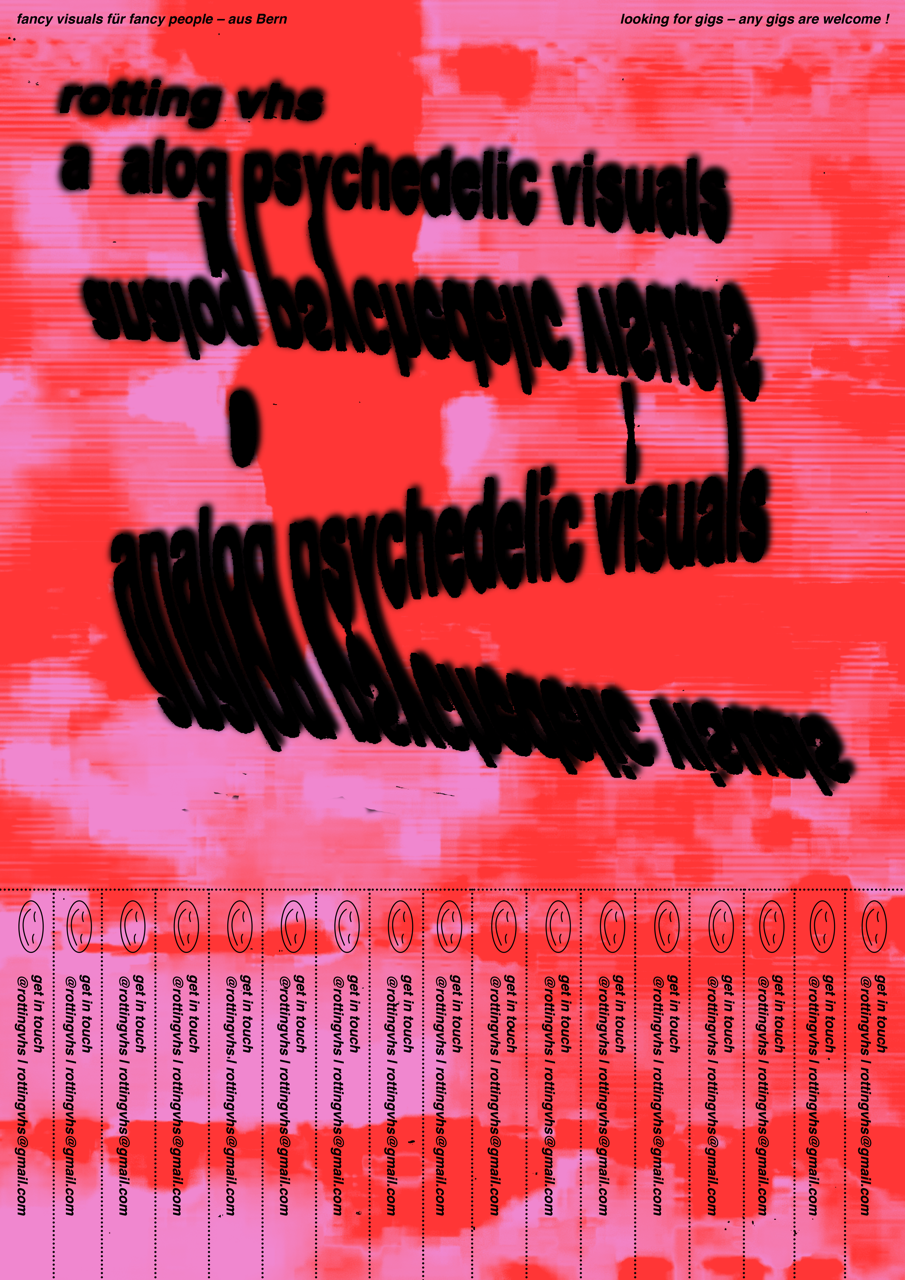 fancy visuals für fancy people – aus Bern
looking for gigs – any gigs are welcome !
rotting vhs
a alog psychedelic visuals
analog psychedelic visuals
analog psychedelic visuals
analog psychedelic visuals
get in touch
@rottingvhs / rottingvhs@gmail.com
get in touch
@rottingvhs / rottingvhs@gmail.com
get in touch
@rottingvhs / rottingvhs@gmail.com
get in touch
@rottingvhs / rottingvhs@gmail.com
get in touch
@rottingvhs / rottingvhs@gmail.com
get in touch
@rottingvhs / rottingvhs@gmail.com
get in touch
@rottingvhs / rottingvhs@gmail.com
get in touch
@rottingvhs / rottingvhs@gmail.com
get in touch
@rottingvhs / rottingvhs@gmail.com
get in touch
@rottingvhs / rottingvhs@gmail.com
get in touch
@rottingvhs / rottingvhs@gmail.com
get in touch
@rottingvhs / rottingvhs@gmail.com
get in touch
@rottingvhs / rottingvhs@gmail.com
get in touch
@rottingvhs / rottingvhs@gmail.com
get in touch
@rottingvhs / rottingvhs@gmail.com
get in touch
@rottingvhs / rottingvhs@gmail.com
get in touch
@rottingvhs / rottingvhs@gmail.com